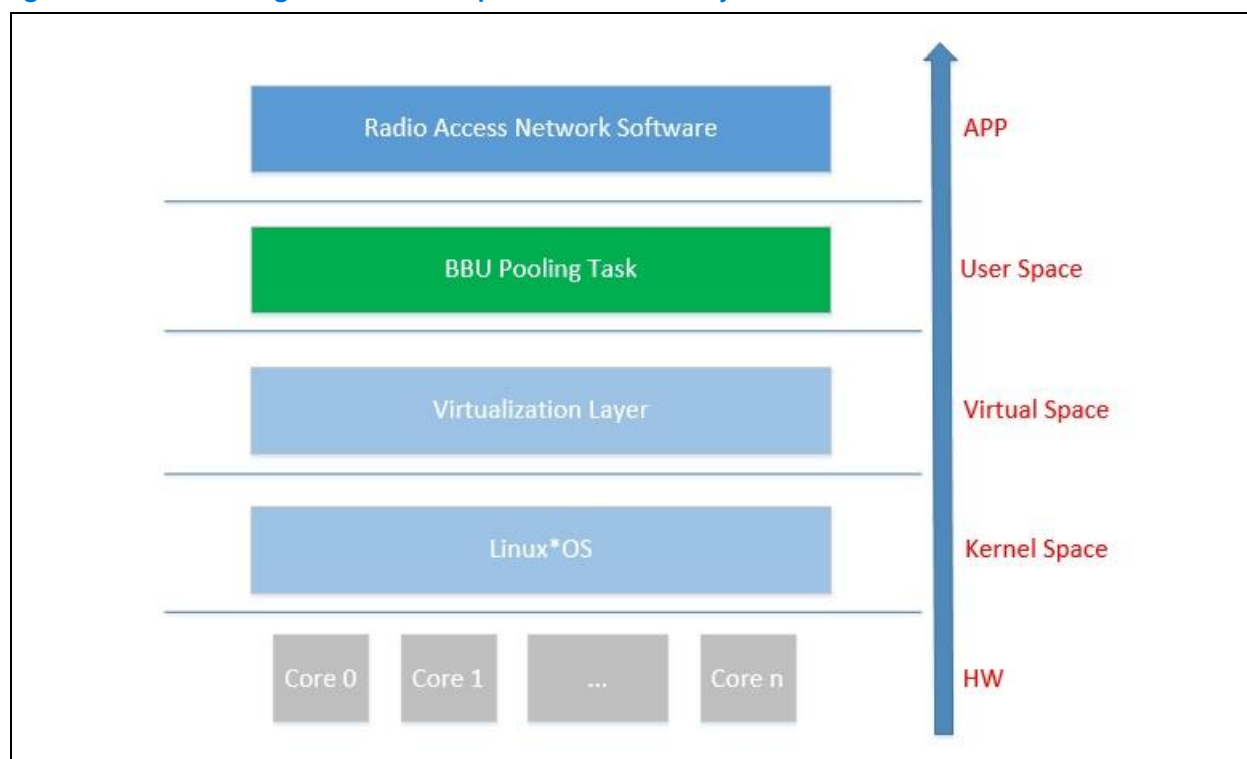 Radio Access Network Software
APP
BBU Pooling Task
User Space
Virtualization Layer
Virtual Space
Linux*OS
Kernel Space
Core 0
Core 1
...
Core n
HW